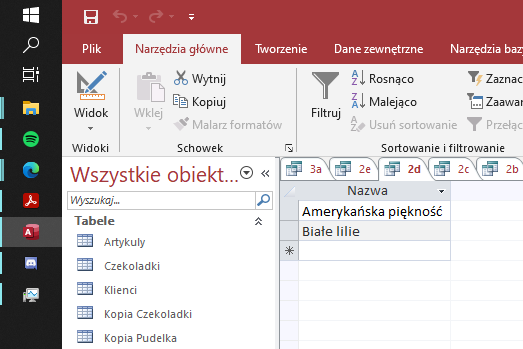 Plik Narzędzia główne Tworzenie Dane zewnętrzne Narzędzia baz
Widok
Widoki
Wklej
Wytnij
Kopiuj
Malarz formatów
Schowek
Filtruj
Rosnąco
Malejąco
Usuń sortowanie
Zaznac
Zaawa
Przełąc
Sortowanie i filtrowanie
Wszystkie obiekt...
Wyszukaj...
Tabele
Artykuly
Czekoladki
Klienci
Kopia Czekoladki
Kopia Pudelka
3a 2e 2d 2c 2b
Nazwa
Amerykańska piękność
Białe lilie